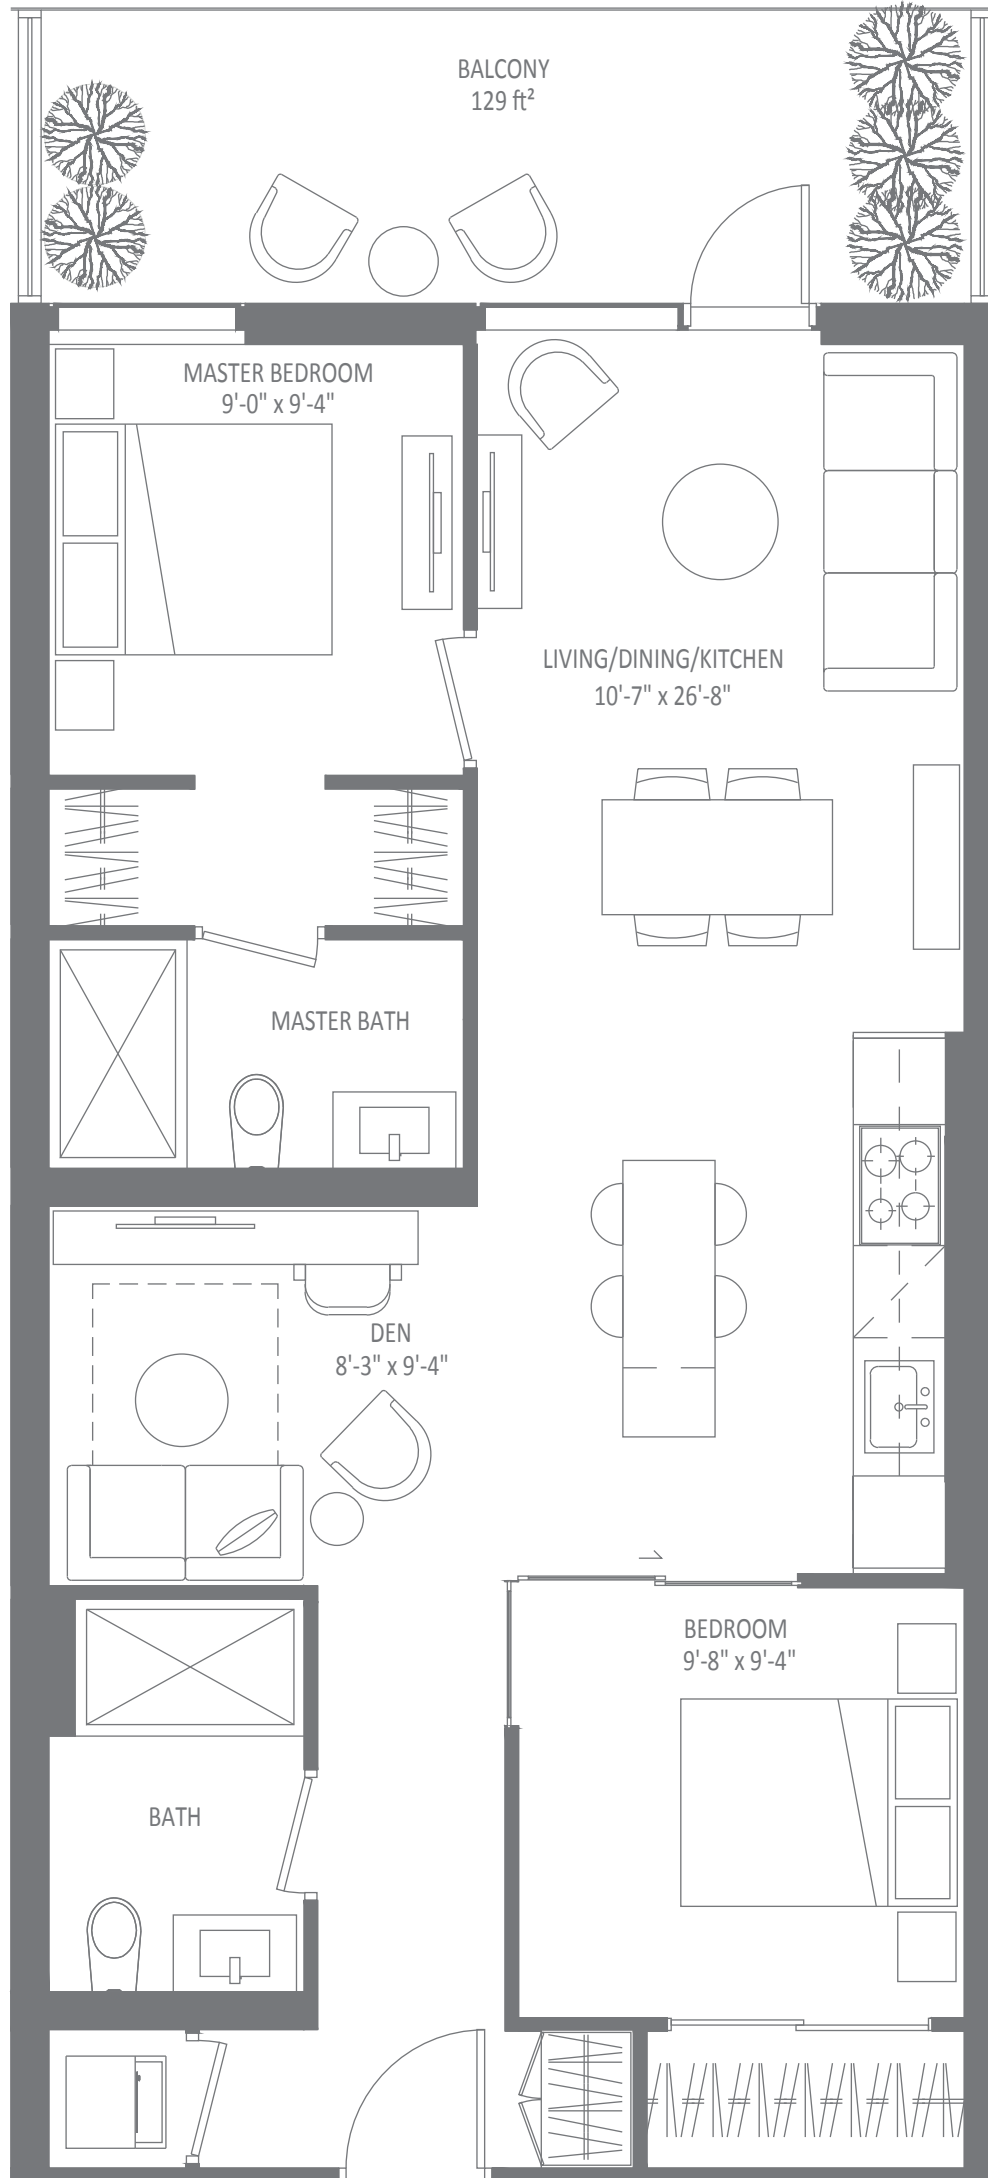 BALCONY
129 ft²
MASTER BEDROOM
9'-0" x 9'-4"
LIVING/DINING/KITCHEN
10'-7" x 26'-8"
MASTER BATH
DEN
8'-3" x 9'-4"
BEDROOM
9'-8" x 9'-4"
BATH